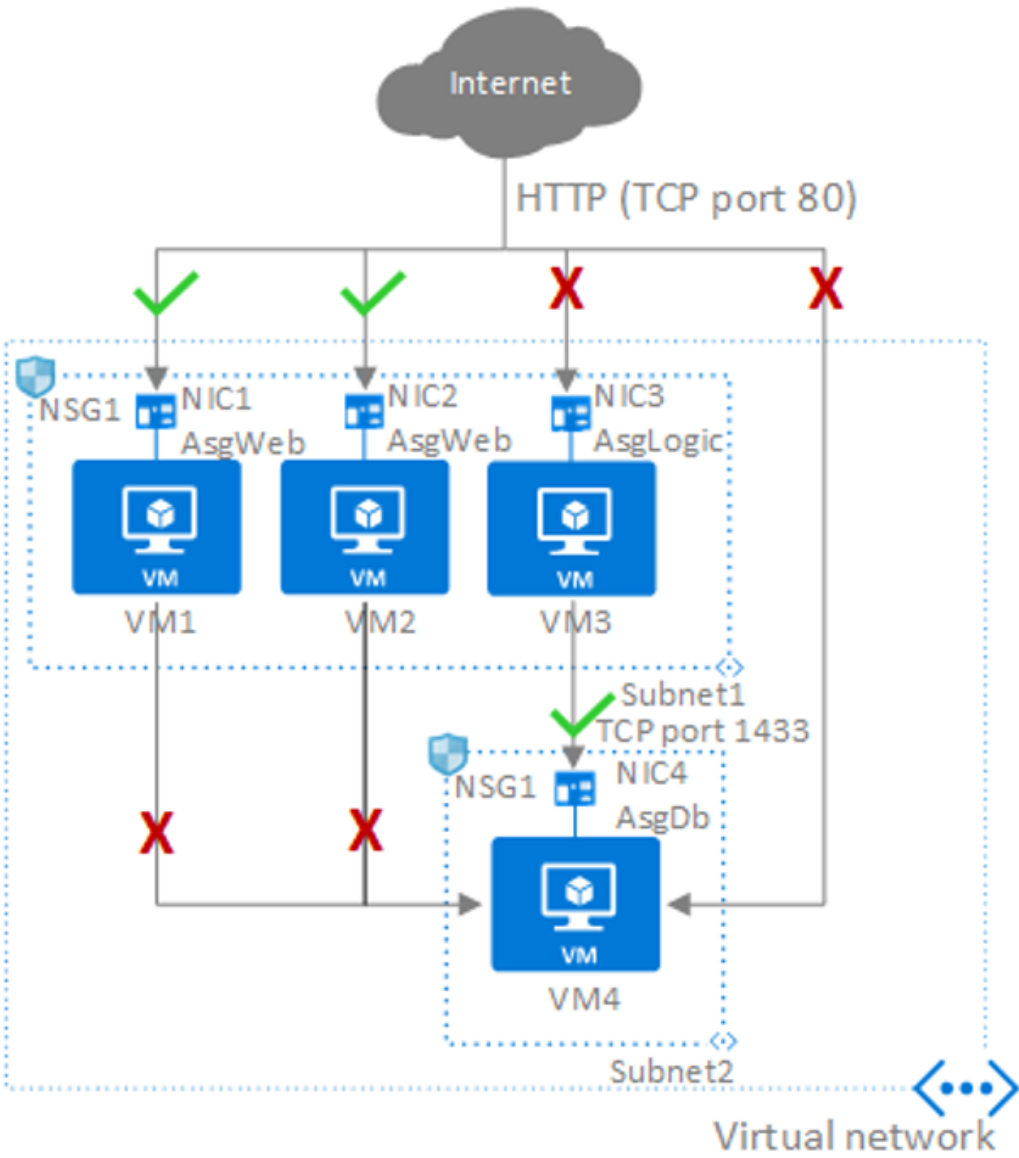 Internet
HTTP (TCP port 80)
X
X
NSG1
NIC1
AsgWeb
NIC2
AsgWeb
NIC3
AsgLogic
VM
VM
VM
VM1
VM2
VM3
Subnet1
TCP port 1433
NSG1
NIC4
AsgDb
X
X
VM
VM4
Subnet2
Virtual network